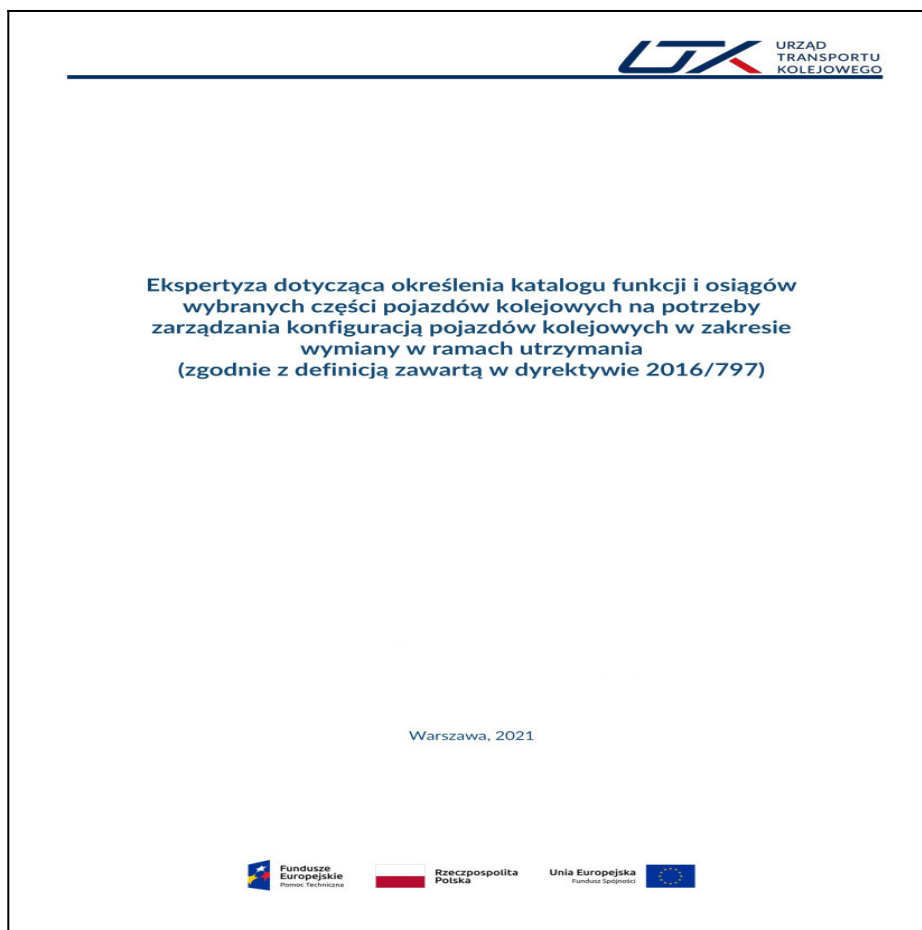 UTK
URZĄD
TRANSPORTU
KOLEJOWEGO
Ekspertyza dotycząca określenia katalogu funkcji i osiągów
wybranych części pojazdów kolejowych na potrzeby
zarządzania konfiguracją pojazdów kolejowych w zakresie
wymiany w ramach utrzymania
(zgodnie z definicją zawartą w dyrektywie 2016/797)
Warszawa, 2021
Fundusze
Europejskie
Pomoc Techniczna
Rzeczpospolita
Polska
Unia Europejska
Fundusz Spójności